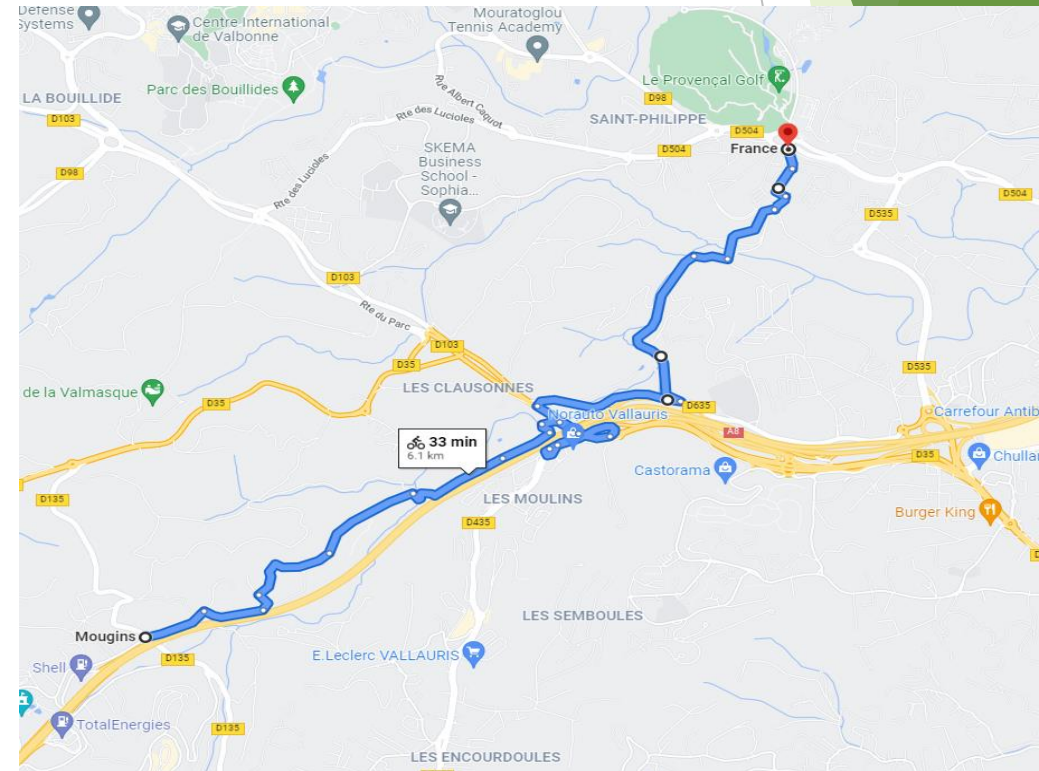 Defense
Systems
Centre International
de Valbonne
Mouratoglou
Tennis Academy
Parc des Bouillides
LA BOUILLIDE
D103
Rue Albert Caquot
Rte des Lucioles
Le Provençal Golf
D98
SAINT-PHILIPPE
D504
D504
France
SKEMA
Business
School -
Sophia...
D98
Rte des Lucioles
D504
D535
D103
Rte du Parc
D103
D35
D535
de la Valmasque
D35
LES CLAUSONNES
D635
Norauto Vallauris
Carrefour Antib
A8
33 min
6.1 km
D35
Chullar
Castorama
D135
LES MOULINS
D435
Burger King
LES SEMBOULES
Mougins
D135
E.Leclerc VALLAURIS
Shell
TotalEnergies
D135
LES ENCOURDOULES